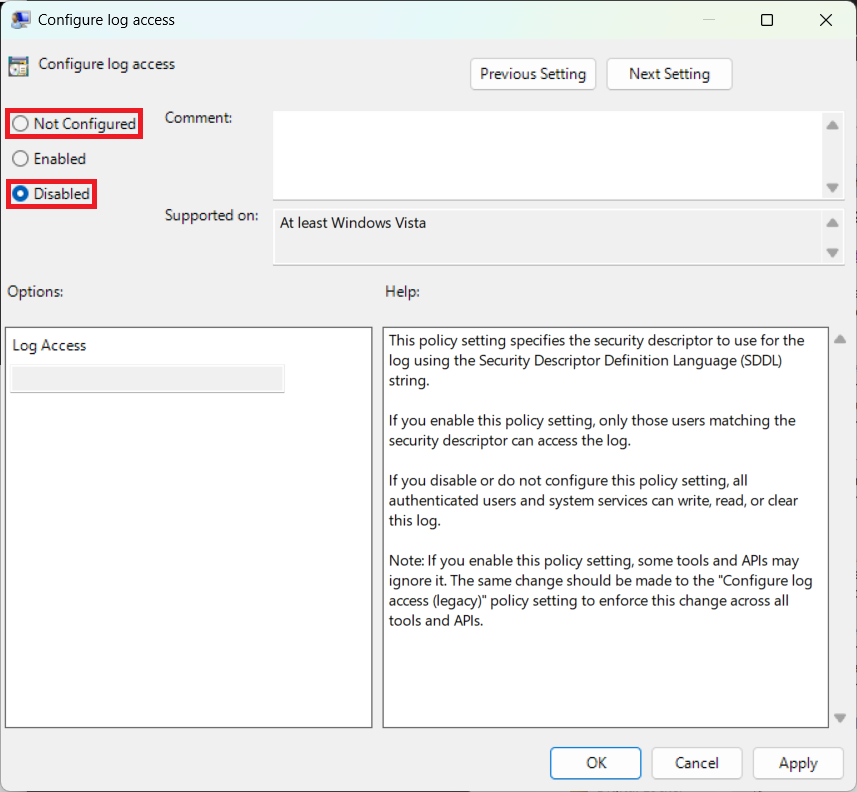 Configure log access
Configure log access
Previous Setting
Next Setting
Not Configured
Comment:
Enabled
Disabled
Supported on:
At least Windows Vista
Options:
Help:
Log Access
This policy setting specifies the security descriptor to use for the
log using the Security Descriptor Definition Language (SDDL)
string.
If you enable this policy setting, only those users matching the
security descriptor can access the log.
If you disable or do not configure this policy setting, all
authenticated users and system services can write, read, or clear
this log.
Note: If you enable this policy setting, some tools and APIs may
ignore it. The same change should be made to the "Configure log
access (legacy)" policy setting to enforce this change across all
tools and APIs.
OK
Cancel
Apply